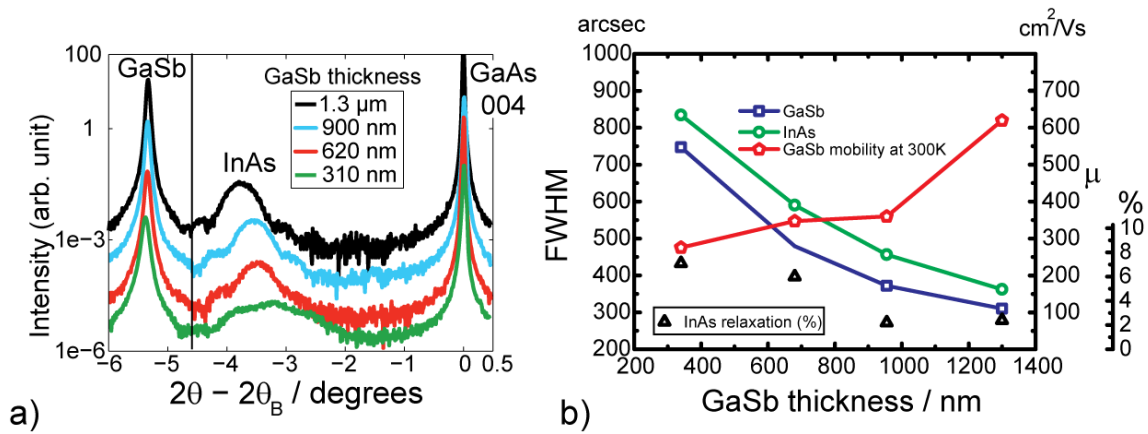 100
1
1e−3
1e−6
Intensity (arb. unit)
GaSb
GaSb thickness
1.3 µm
900 nm
620 nm
310 nm
InAs
GaAs
004
−6
−5
−4
−3
−2
−1
0
0.5
2θ − 2θB / degrees
a)
arcsec
cm²/Vs
1000
900
800
700
600
500
400
300
200
FWHM
GaSb
InAs
GaSb mobility at 300K
InAs relaxation (%)
700
600
500
400
300
200
100
0
µ
%
10
8
6
4
2
0
200
400
600
800
1000
1200
1400
GaSb thickness / nm
b)